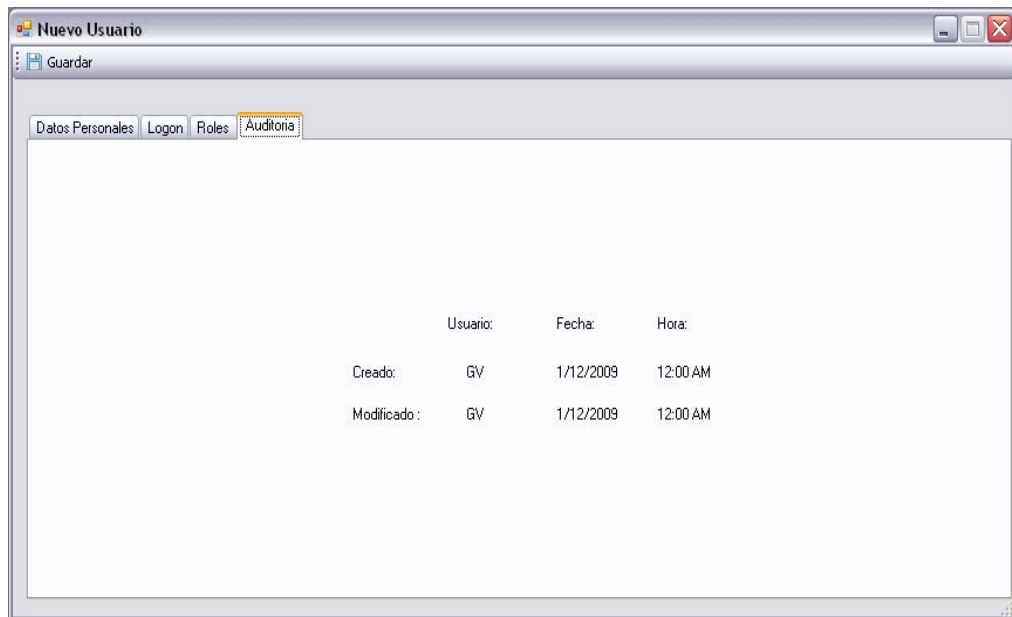 Nuevo Usuario
Guardar
Datos Personales Logon Roles Auditoria
Usuario: Fecha: Hora:
Creado: GV 1/12/2009 12:00 AM
Modificado : GV 1/12/2009 12:00 AM